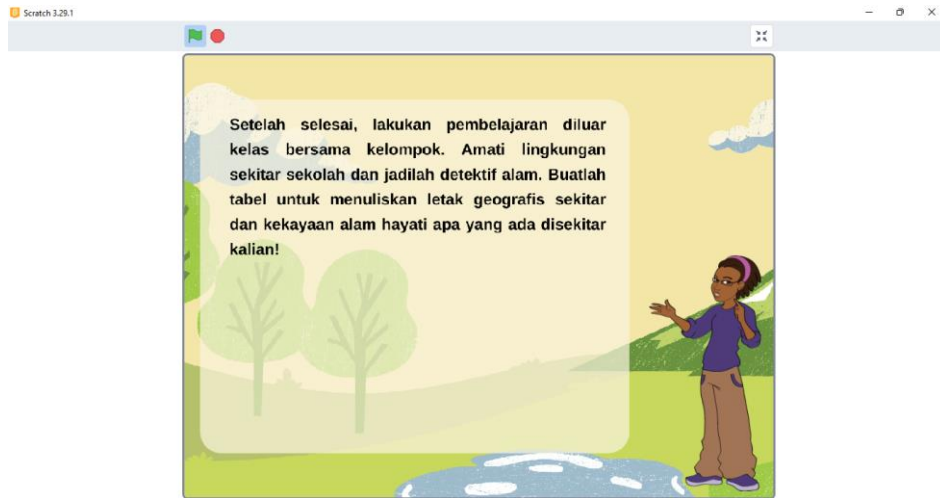 Scratch 3.29.1
Setelah selesai, lakukan pembelajaran diluar
kelas bersama kelompok. Amati lingkungan
sekitar sekolah dan jadilah detektif alam. Buatlah
tabel untuk menuliskan letak geografis sekitar
dan kekayaan alam hayati apa yang ada disekitar
kalian!